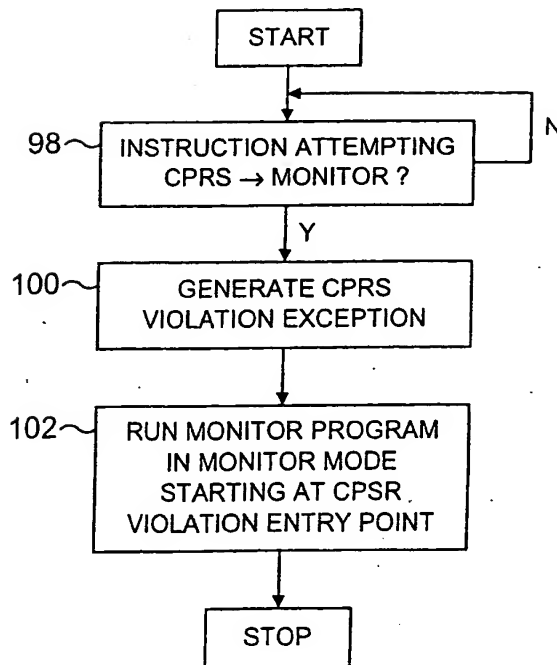 START
98
INSTRUCTION ATTEMPTING
CPRS → MONITOR ?
N
Y
100
GENERATE CPRS
VIOLATION EXCEPTION
102
RUN MONITOR PROGRAM
IN MONITOR MODE
STARTING AT CPSR
VIOLATION ENTRY POINT
STOP